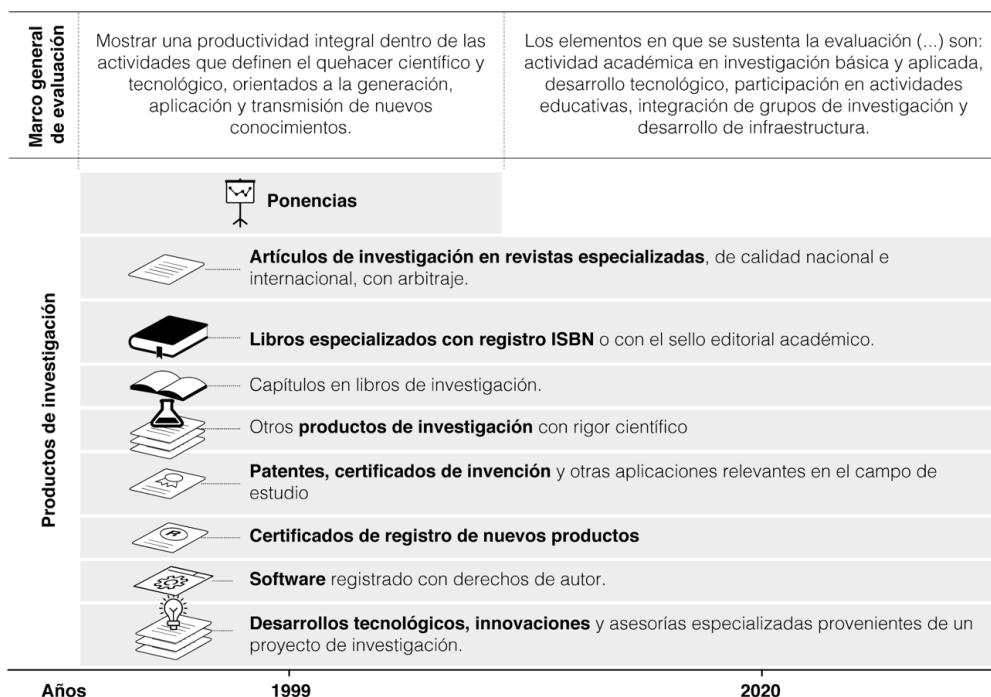 Marco general
de evaluación
Mostrar una productividad integral dentro de las
actividades que definen el quehacer científico y
tecnológico, orientados a la generación,
aplicación y transmisión de nuevos
conocimientos.
Los elementos en que se sustenta la evaluación (...) son:
actividad académica en investigación básica y aplicada,
desarrollo tecnológico, participación en actividades
educativas, integración de grupos de investigación y
desarrollo de infraestructura.
Productos de investigación
Ponencias
Artículos de investigación en revistas especializadas, de calidad nacional e
internacional, con arbitraje.
Libros especializados con registro ISBN o con el sello editorial académico.
Capítulos en libros de investigación.
Otros productos de investigación con rigor científico
Patentes, certificados de invención y otras aplicaciones relevantes en el campo de
estudio
R
Certificados de registro de nuevos productos
Software registrado con derechos de autor.
Desarrollos tecnológicos, innovaciones y asesorías especializadas provenientes de un
proyecto de investigación.
Años
1999
2020